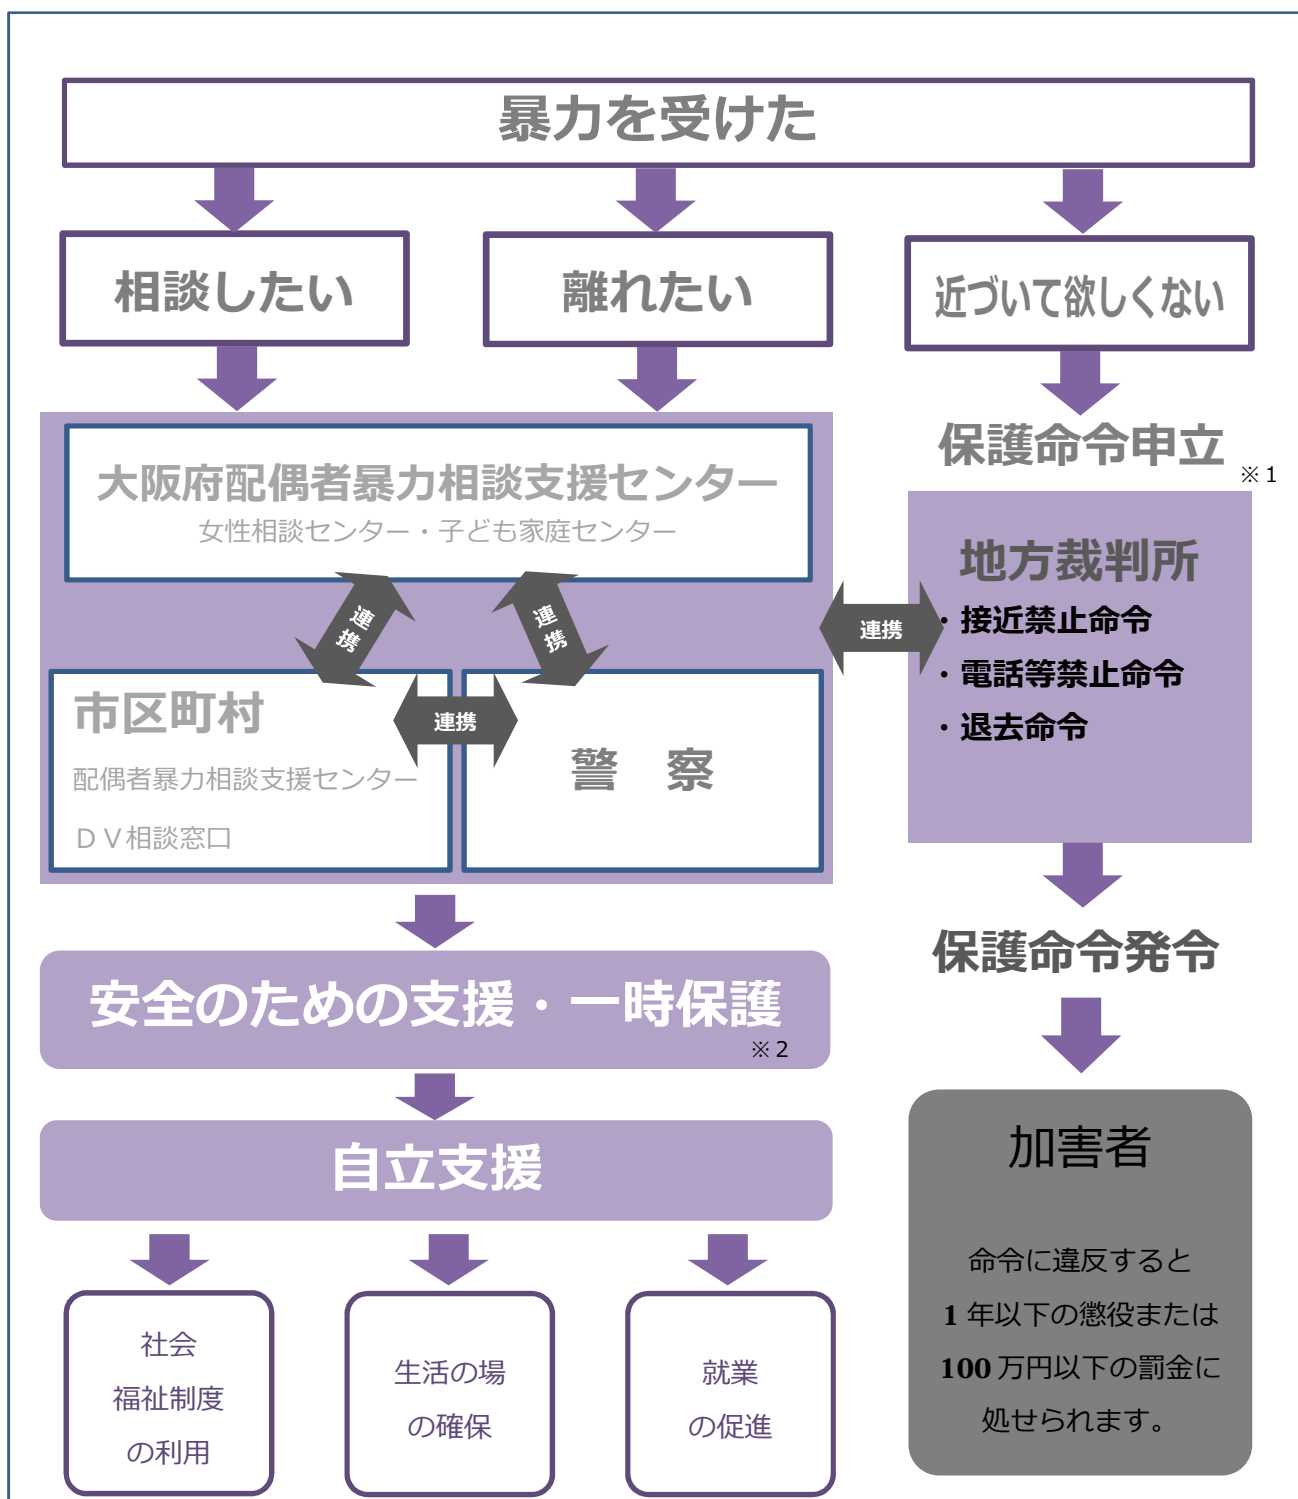 暴力を受けた
相談したい
離れたい
近づいて欲しくない
大阪府配偶者暴力相談支援センター
女性相談センター・子ども家庭センター
連携
連携
市区町村
配偶者暴力相談支援センター
ＤＶ相談窓口
連携
警　察
連携
保護命令申立
※１
地方裁判所
・接近禁止命令
・電話等禁止命令
・退去命令
保護命令発令
安全のための支援・一時保護
※２
自立支援
社会
福祉制度
の利用
生活の場
の確保
就業
の促進
加害者
命令に違反すると
1 年以下の懲役または
100 万円以下の罰金に
処せられます。